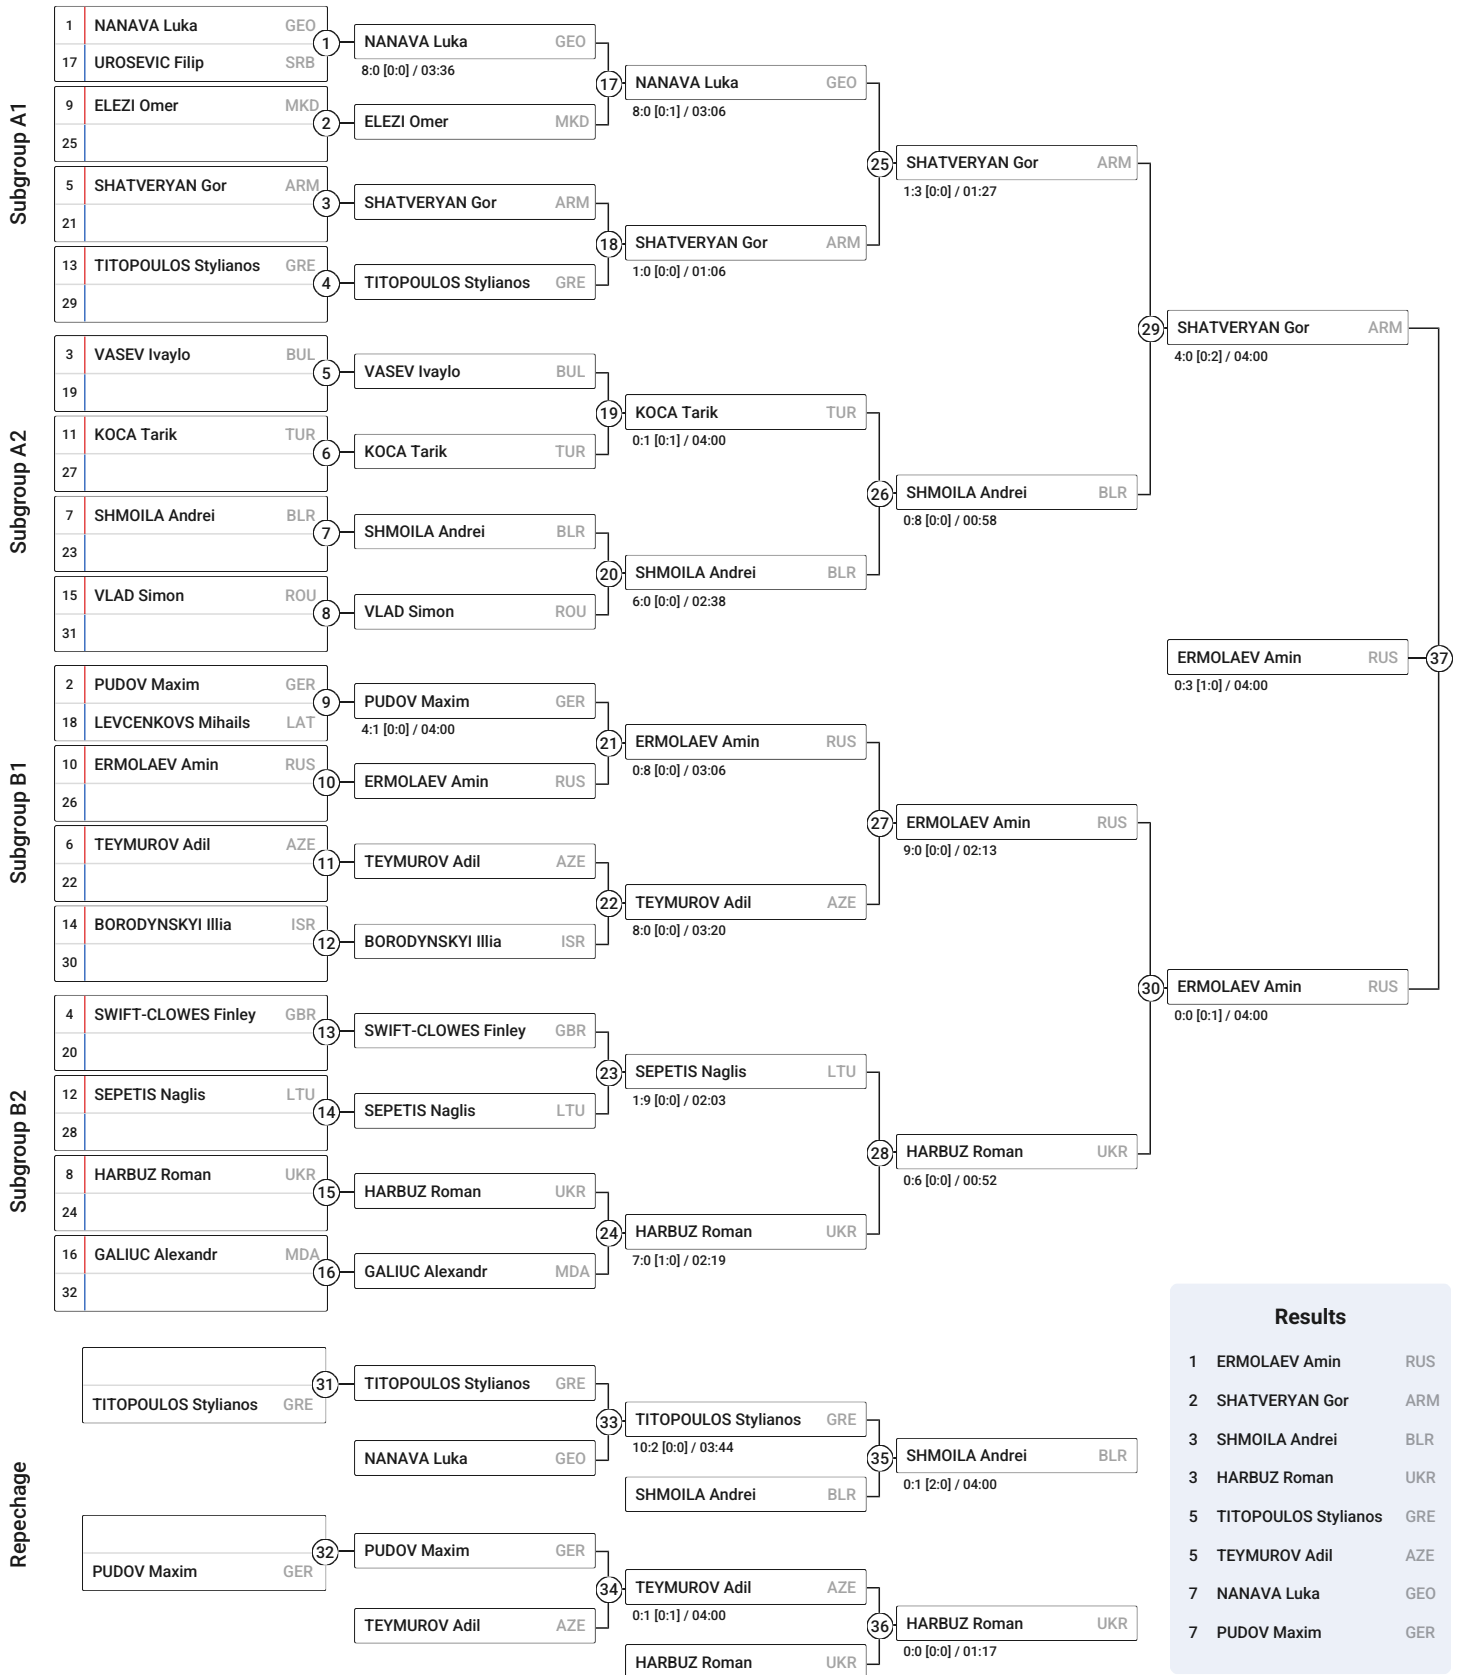 Subgroup A1
1 NANAVA Luka GEO
17 UROSEVIC Filip SRB
1
9 ELEZI Omer MKD
25
2
5 SHATVERYAN Gor ARM
21
3
13 TITOPOULOS Stylianos GRE
29
4
NANAVA Luka GEO
8:0 [0:0] / 03:36
ELEZI Omer MKD
SHATVERYAN Gor ARM
TITOPOULOS Stylianos GRE
17
NANAVA Luka GEO
8:0 [0:1] / 03:06
18
SHATVERYAN Gor ARM
1:0 [0:0] / 01:06
25
SHATVERYAN Gor ARM
1:3 [0:0] / 01:27
Subgroup A2
3 VASEV Ivaylo BUL
19
5
11 KOCA Tarik TUR
27
6
7 SHMOILA Andrei BLR
23
7
15 VLAD Simon ROU
31
8
VASEV Ivaylo BUL
KOCA Tarik TUR
SHMOILA Andrei BLR
VLAD Simon ROU
19
KOCA Tarik TUR
0:1 [0:1] / 04:00
20
SHMOILA Andrei BLR
6:0 [0:0] / 02:38
26
SHMOILA Andrei BLR
0:8 [0:0] / 00:58
29
SHATVERYAN Gor ARM
4:0 [0:2] / 04:00
Subgroup B1
2 PUDOV Maxim GER
18 LEVCENKOVS Mihails LAT
9
10 ERMOLAEV Amin RUS
26
10
6 TEYMUROV Adil AZE
22
11
14 BORODYNSKYI Illia ISR
30
12
PUDOV Maxim GER
4:1 [0:0] / 04:00
ERMOLAEV Amin RUS
TEYMUROV Adil AZE
BORODYNSKYI Illia ISR
21
ERMOLAEV Amin RUS
0:8 [0:0] / 03:06
22
TEYMUROV Adil AZE
8:0 [0:0] / 03:20
27
ERMOLAEV Amin RUS
9:0 [0:0] / 02:13
Subgroup B2
4 SWIFT-CLOWES Finley GBR
20
13
12 SEPETIS Naglis LTU
28
14
8 HARBUZ Roman UKR
24
15
16 GALIUC Alexandr MDA
32
16
SWIFT-CLOWES Finley GBR
SEPETIS Naglis LTU
HARBUZ Roman UKR
GALIUC Alexandr MDA
23
SEPETIS Naglis LTU
1:9 [0:0] / 02:03
24
HARBUZ Roman UKR
7:0 [1:0] / 02:19
28
HARBUZ Roman UKR
0:6 [0:0] / 00:52
30
ERMOLAEV Amin RUS
0:0 [0:1] / 04:00
ERMOLAEV Amin RUS
37
0:3 [1:0] / 04:00
Repechage
TITOPOULOS Stylianos GRE
31
TITOPOULOS Stylianos GRE
NANAVA Luka GEO
33
TITOPOULOS Stylianos GRE
10:2 [0:0] / 03:44
SHMOILA Andrei BLR
35
SHMOILA Andrei BLR
0:1 [2:0] / 04:00
PUDOV Maxim GER
32
PUDOV Maxim GER
TEYMUROV Adil AZE
34
TEYMUROV Adil AZE
0:1 [0:1] / 04:00
HARBUZ Roman UKR
36
HARBUZ Roman UKR
0:0 [0:0] / 01:17
Results
1 ERMOLAEV Amin RUS
2 SHATVERYAN Gor ARM
3 SHMOILA Andrei BLR
3 HARBUZ Roman UKR
5 TITOPOULOS Stylianos GRE
5 TEYMUROV Adil AZE
7 NANAVA Luka GEO
7 PUDOV Maxim GER